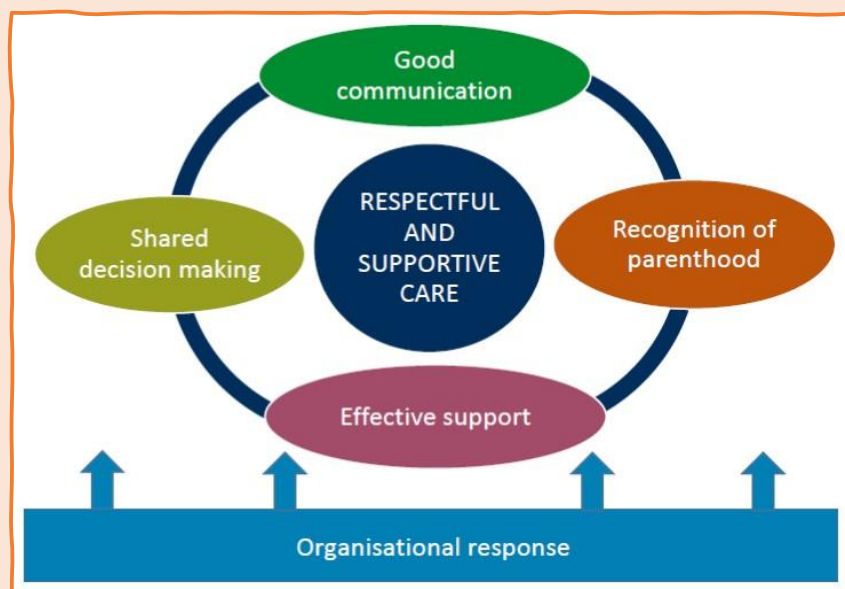 Good
communication
Shared
decision making
RESPECTFUL
AND
SUPPORTIVE
CARE
Recognition of
parenthood
Effective support
Organisational response